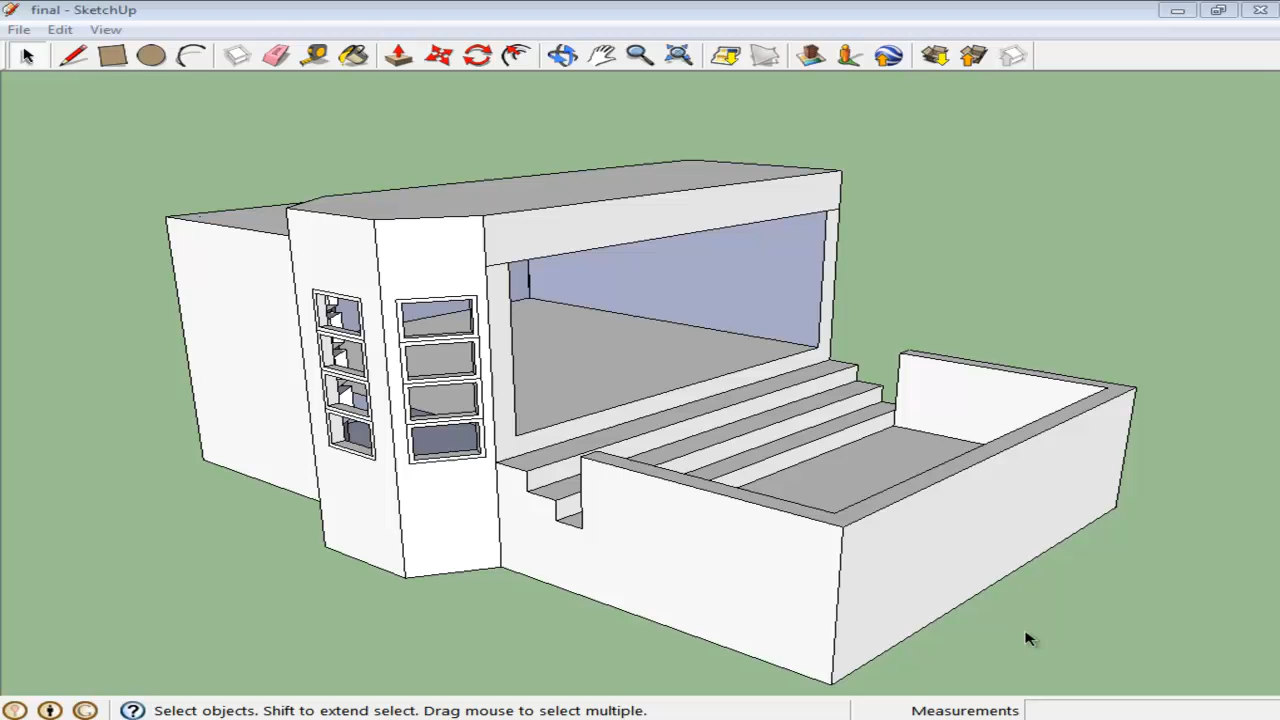 final - SketchUp
File Edit View
Select objects. Shift to extend select. Drag mouse to select multiple. Measurements